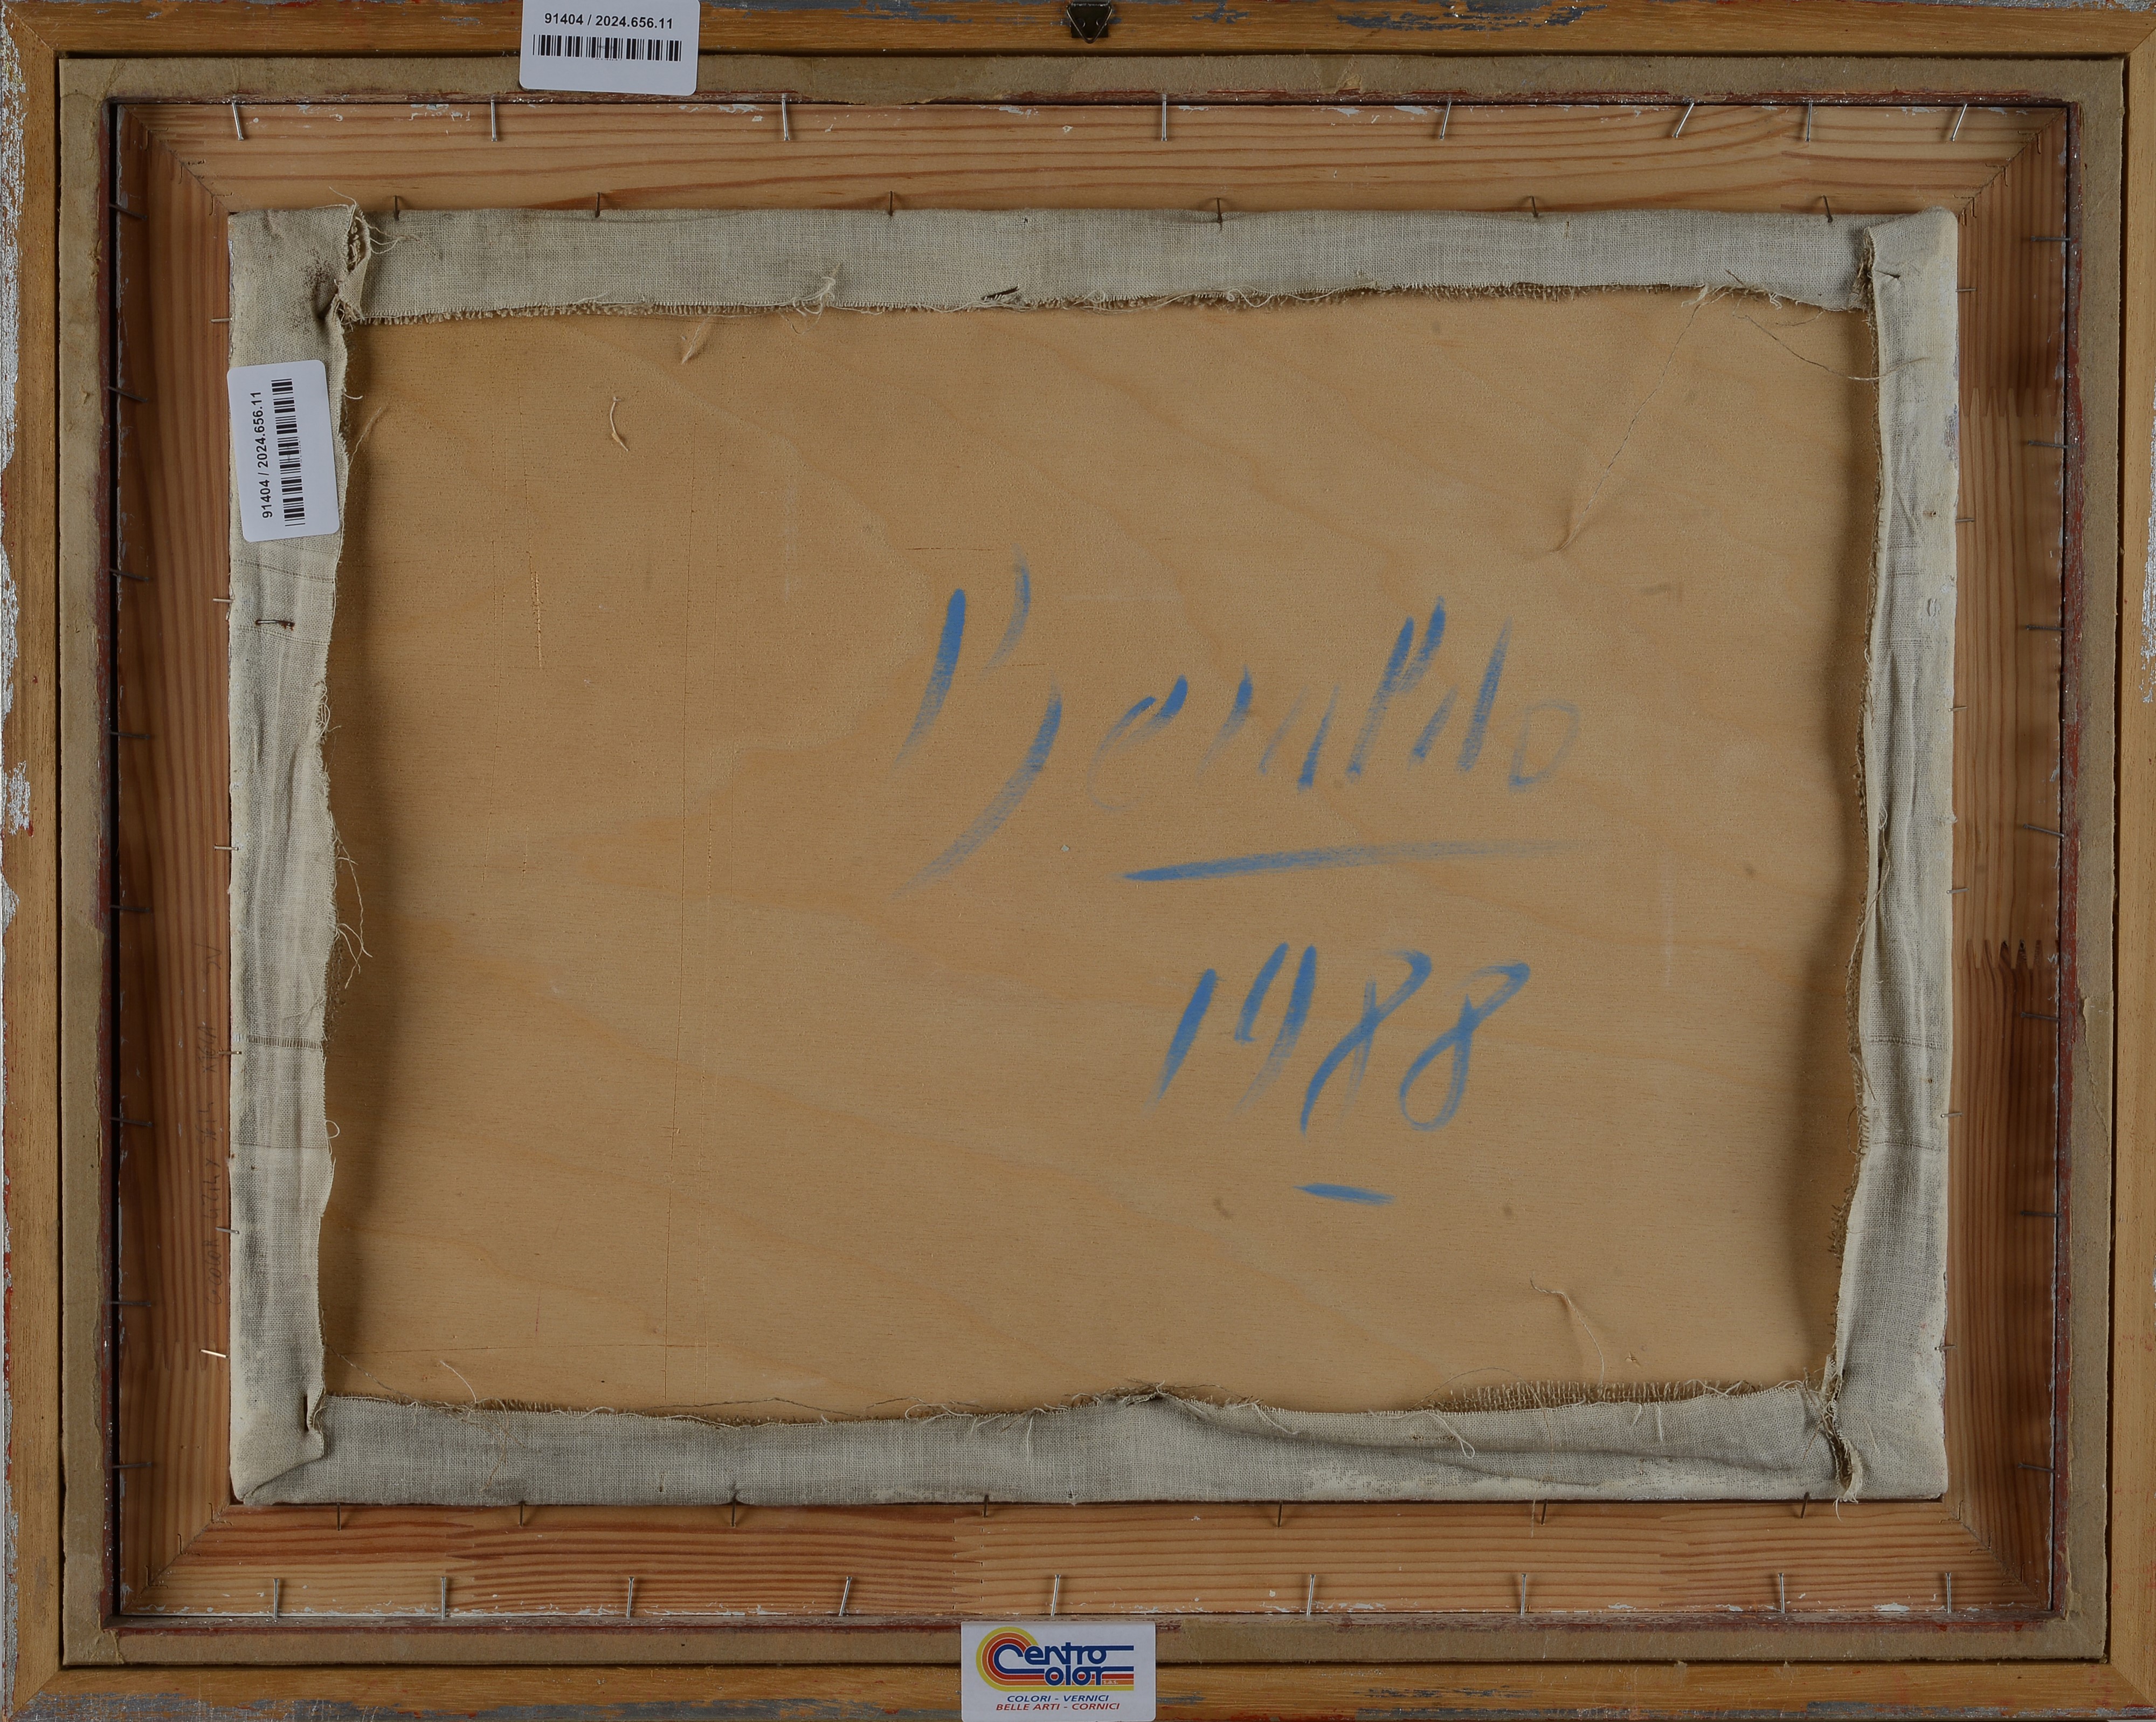 91404 / 2024.656.11
91404 / 2024.656.11
1988
Centro
Color s.a.s.
COLORI - VERNICI
BELLE ARTI - CORNICI